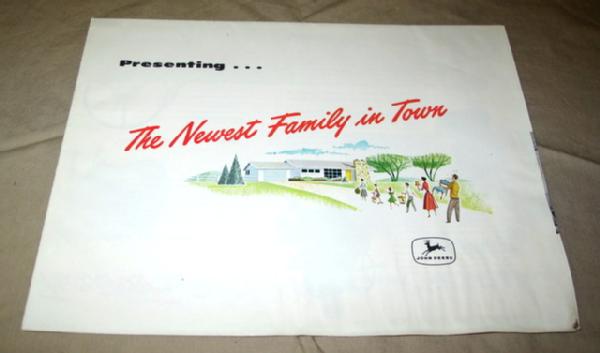 Presenting...
The Newest Family in Town
JOHN DEERE